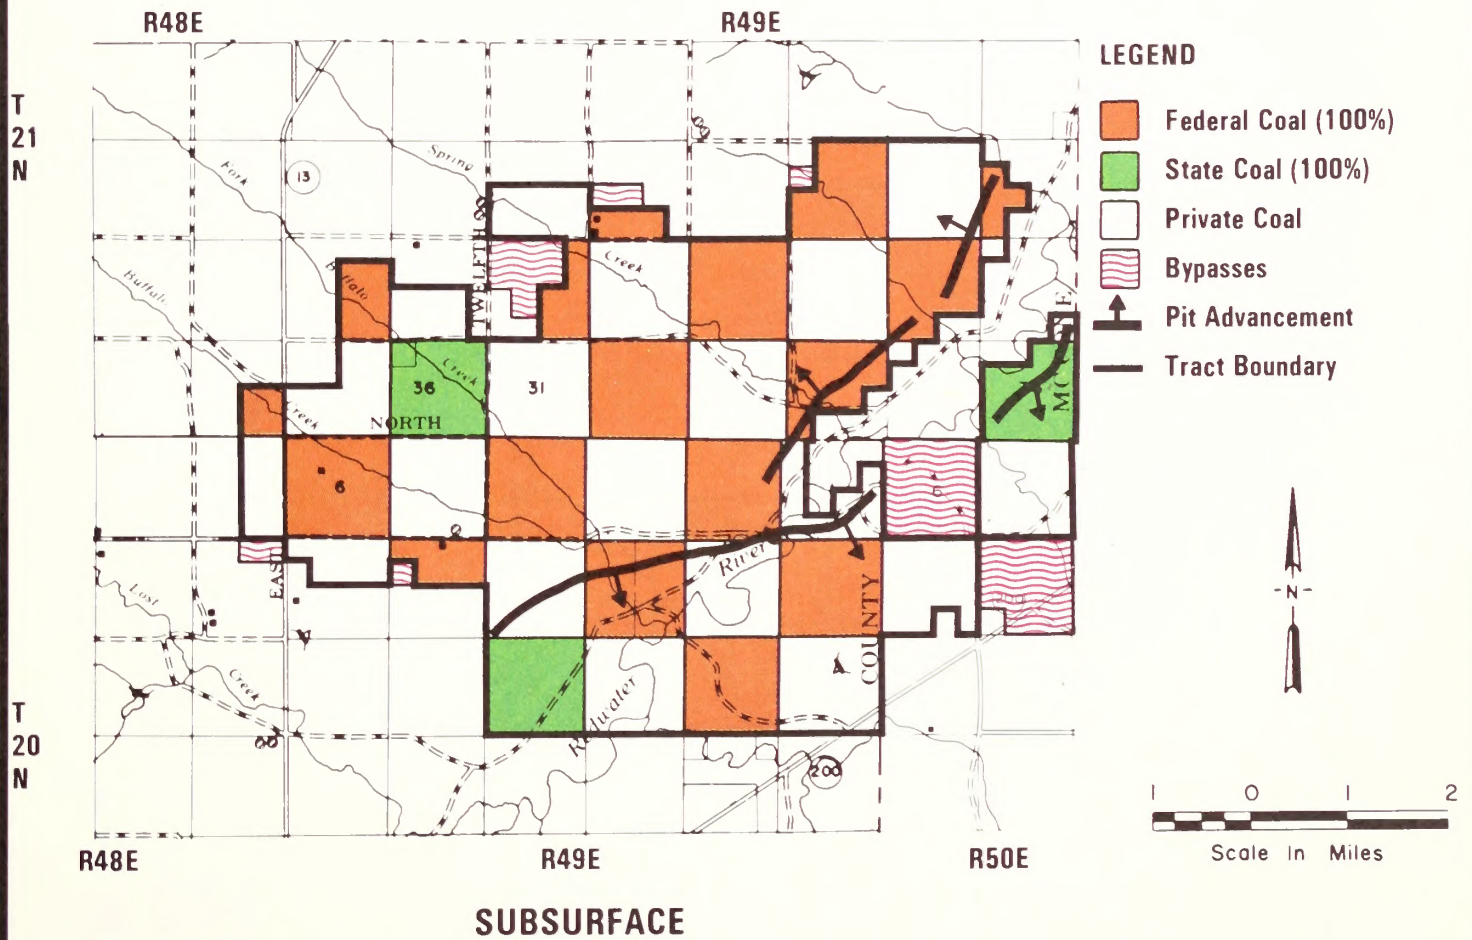 R48E
R49E
LEGEND
T
21
N
Federal Coal (100%)
State Coal (100%)
Private Coal
Bypasses
Pit Advancement
Tract Boundary
Fork
Spring
13
TWELFTH
Creek
Buffalo
Buffalo
Creek
36
31
NORTH
Creek
6
River
EAST
Lost
Creek
COUNTY
Redwater
200
N
T
20
N
1 0 1 2
Scale In Miles
R48E
R49E
R50E
SUBSURFACE